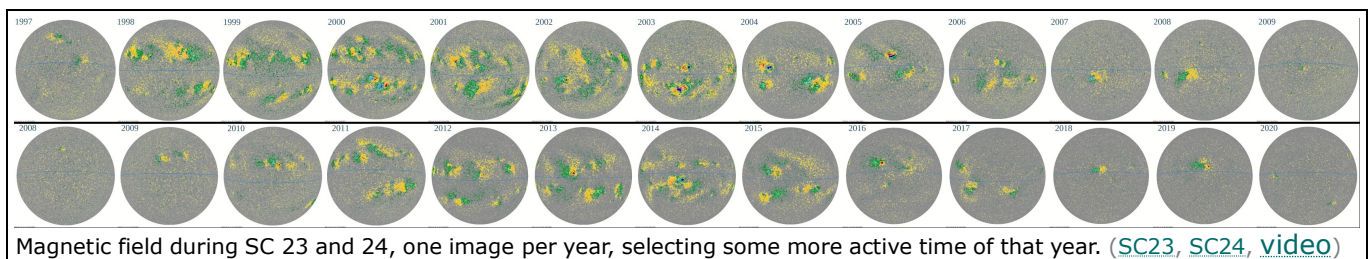 1997 1998 1999 2000 2001 2002 2003 2004 2005 2006 2007 2008 2009
2008 2009 2010 2011 2012 2013 2014 2015 2016 2017 2018 2019 2020
Magnetic field during SC 23 and 24, one image per year, selecting some more active time of that year. (SC23, SC24, video)